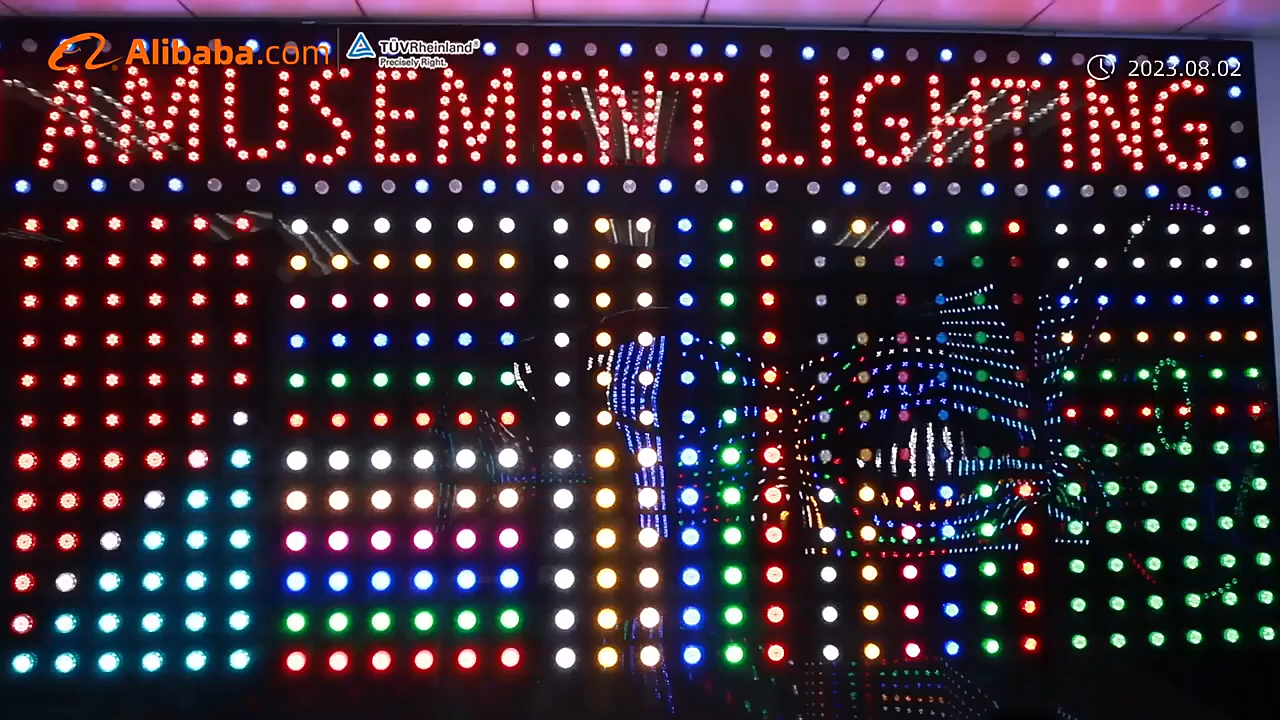 Alibaba.com
TÜVRheinland®
Precisely Right.
2023.08.02
AMUSEMENT LIGHTING